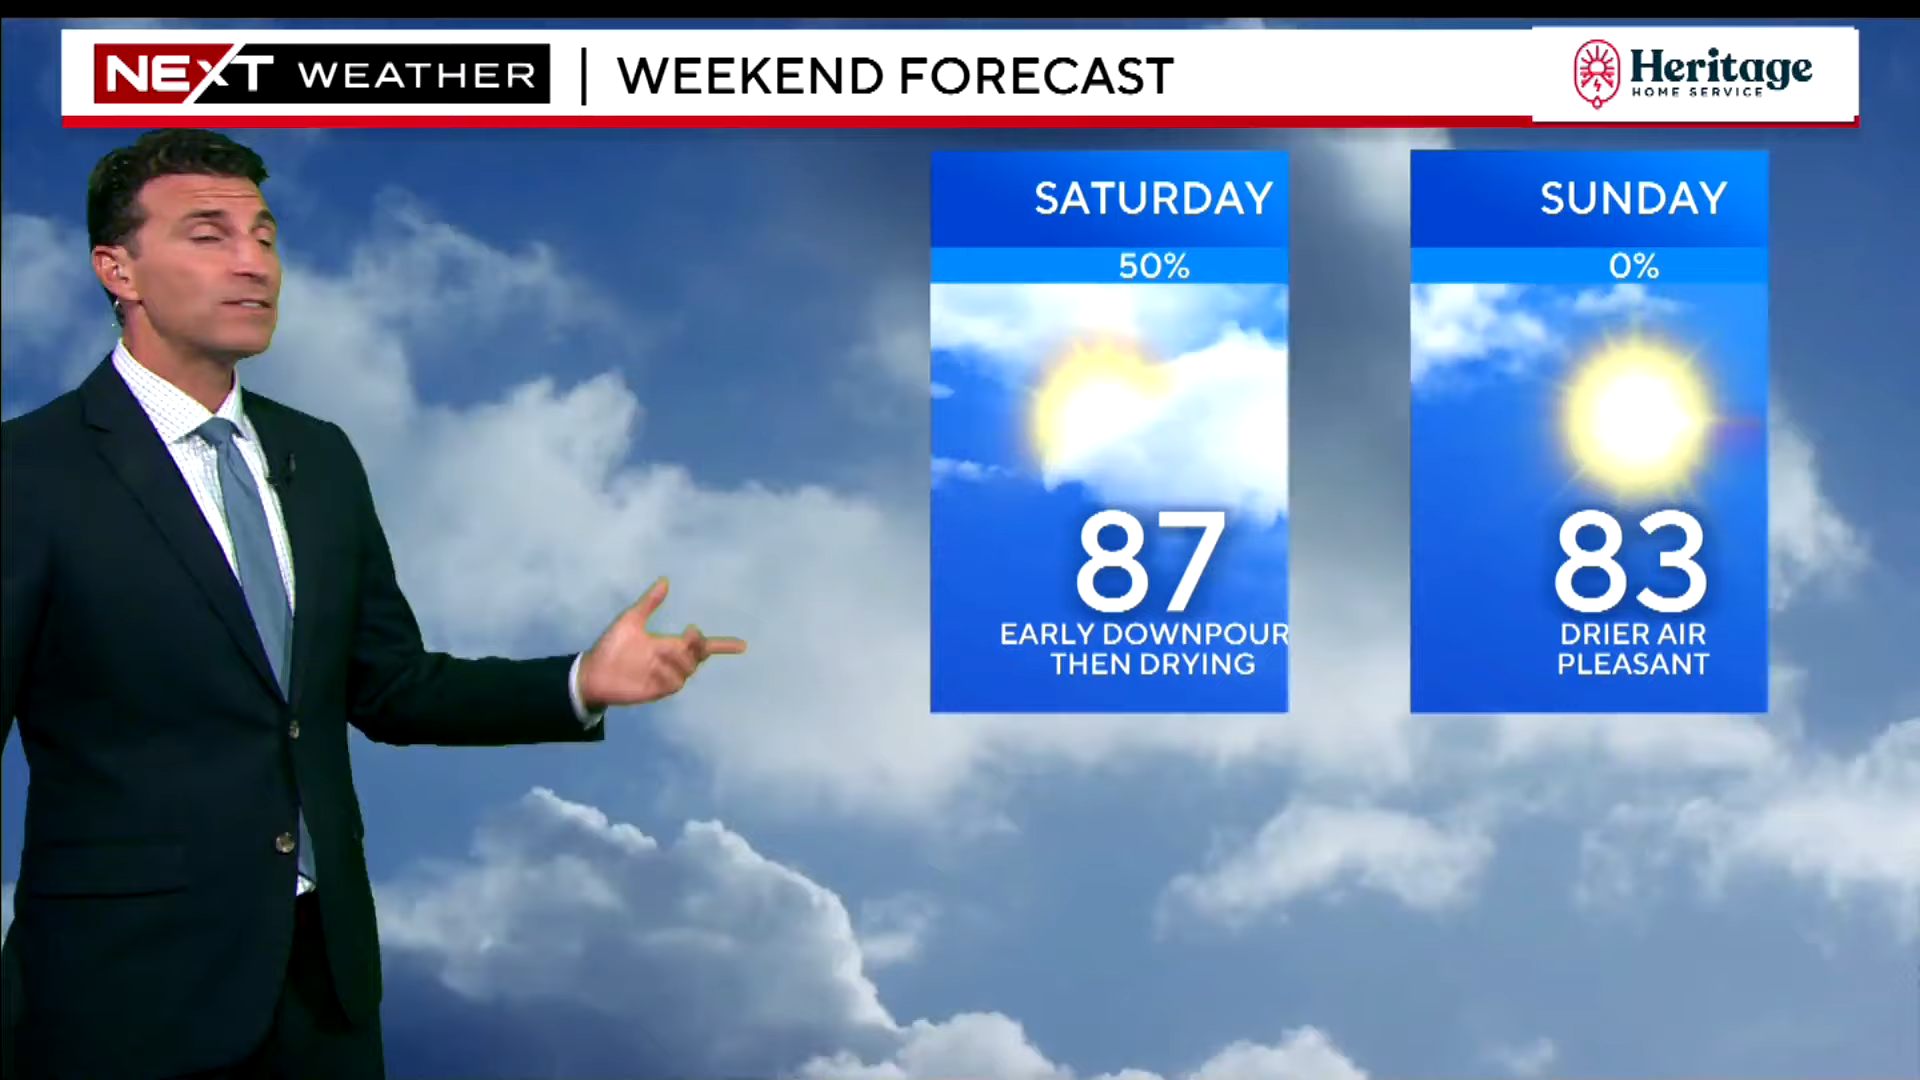 NEXT WEATHER | WEEKEND FORECAST
Heritage
HOME SERVICE
SATURDAY
50%
87
EARLY DOWNPOUR
THEN DRYING
SUNDAY
0%
83
DRIER AIR
PLEASANT